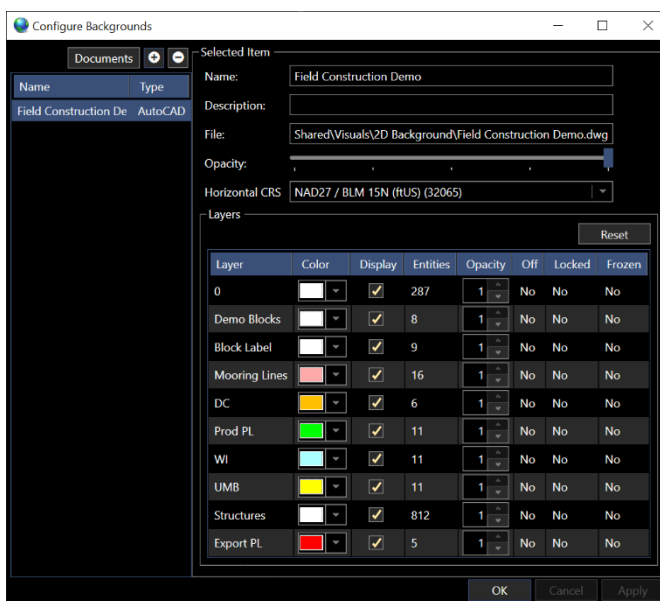 Configure Backgrounds
Documents
Name Type
Field Construction De AutoCAD
Selected Item
Name: Field Construction Demo
Description:
File: Shared\Visuals\2D Background\Field Construction Demo.dwg
Opacity:
Horizontal CRS NAD27 / BLM 15N (ftUS) (32065)
Layers
Reset
Layer Color Display Entities Opacity Off Locked Frozen
0 287 1 No No No
Demo Blocks 8 1 No No No
Block Label 9 1 No No No
Mooring Lines 16 1 No No No
DC 6 1 No No No
Prod PL 11 1 No No No
WI 11 1 No No No
UMB 11 1 No No No
Structures 812 1 No No No
Export PL 5 1 No No No
OK Cancel Apply